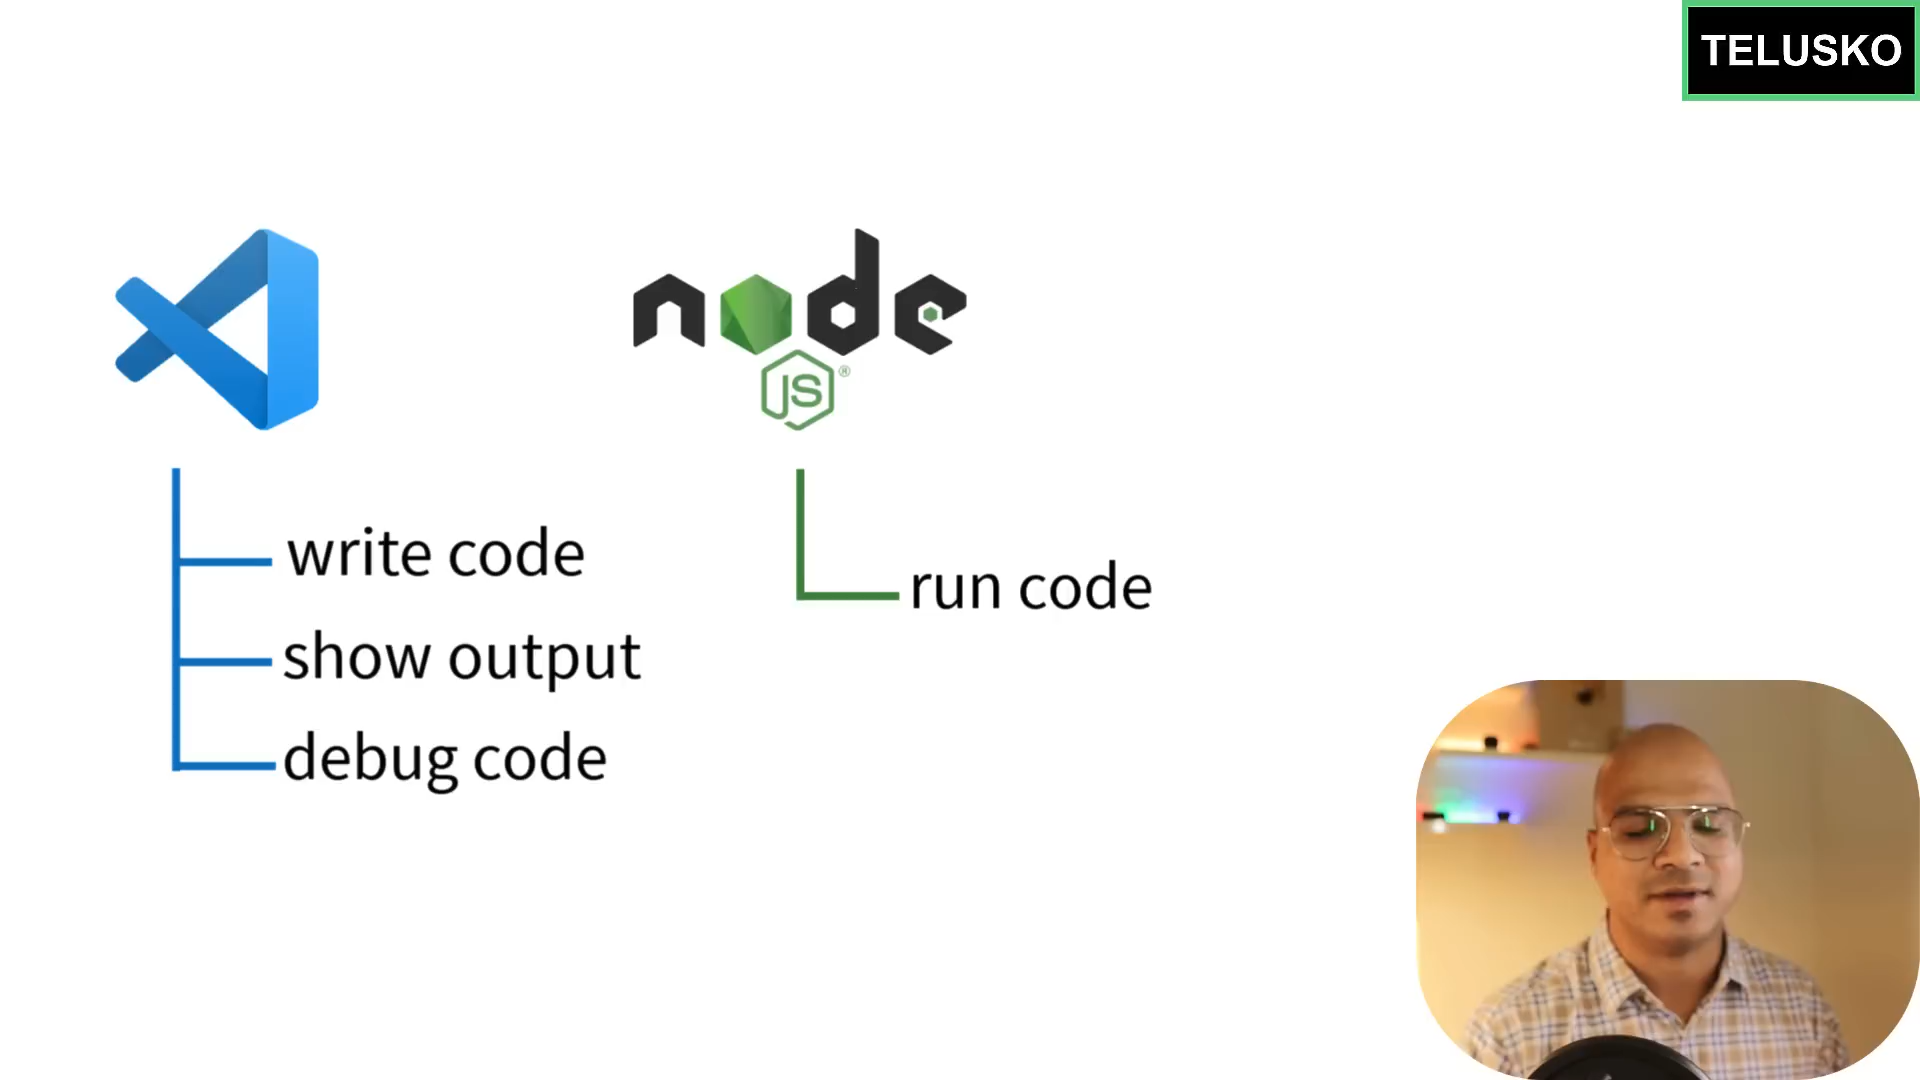 TELUSKO
node
JS®
write code
show output
debug code
run code